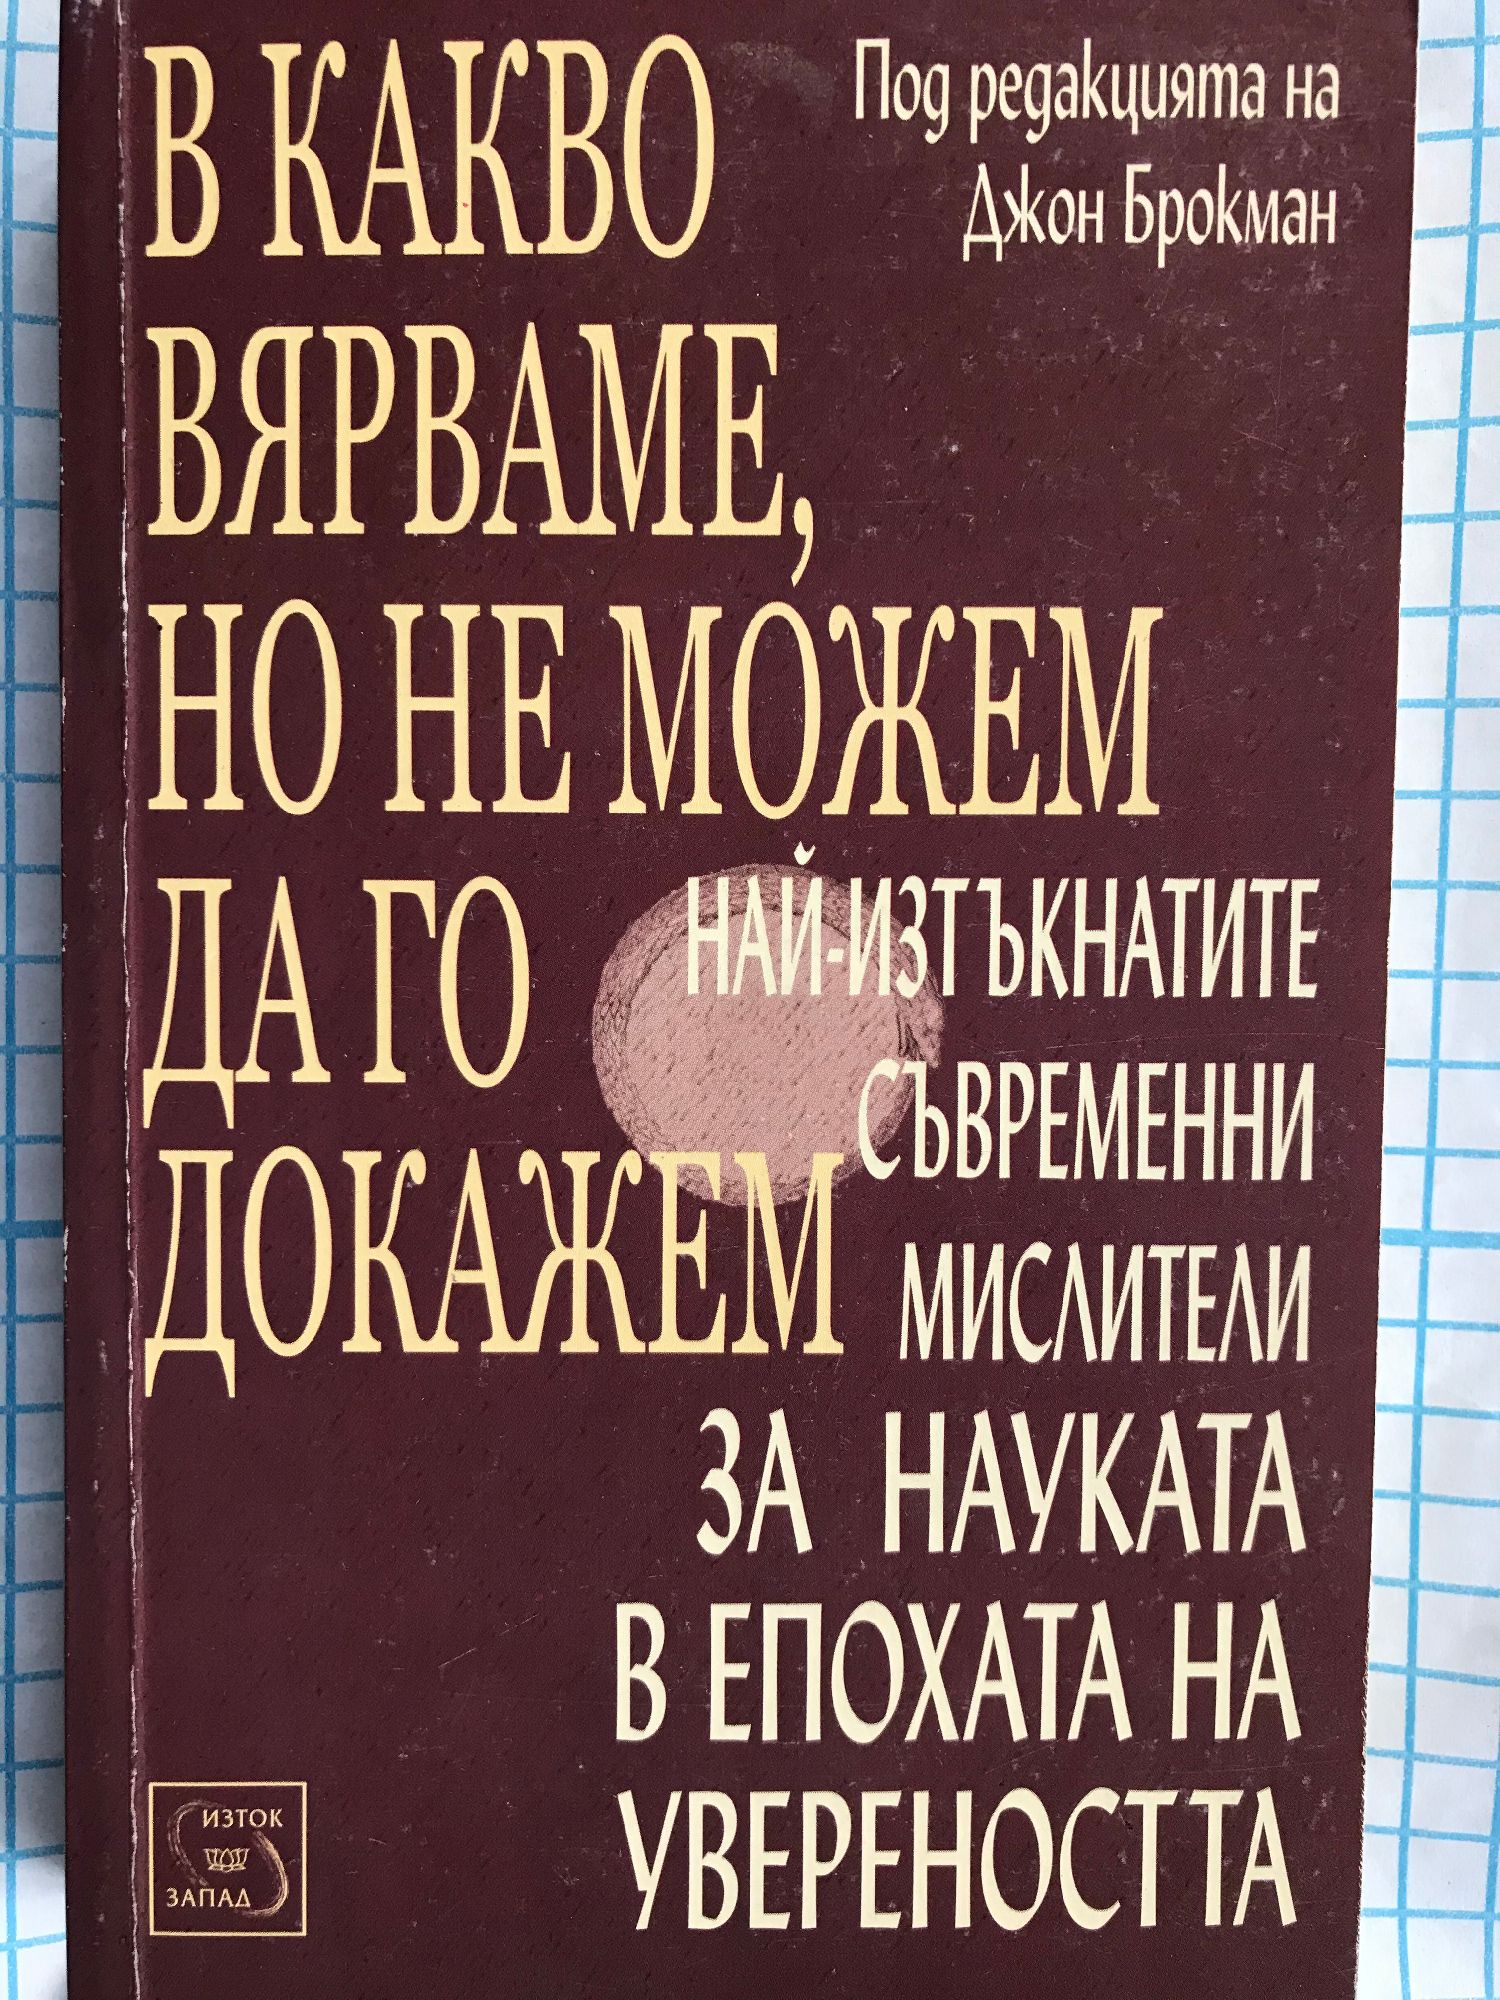 В КАКВО
ВЯРВАМЕ,
НО НЕ МОЖЕМ
ДА ГО
ДОКАЖЕМ
Под редакцията на
Джон Брокман
НАЙ-ИЗТЪКНАТИТЕ
СЪВРЕМЕННИ
МИСЛИТЕЛИ
ЗА НАУКАТА
В ЕПОХАТА НА
УВЕРЕНОСТТА
ИЗТОК
ЗАПАД